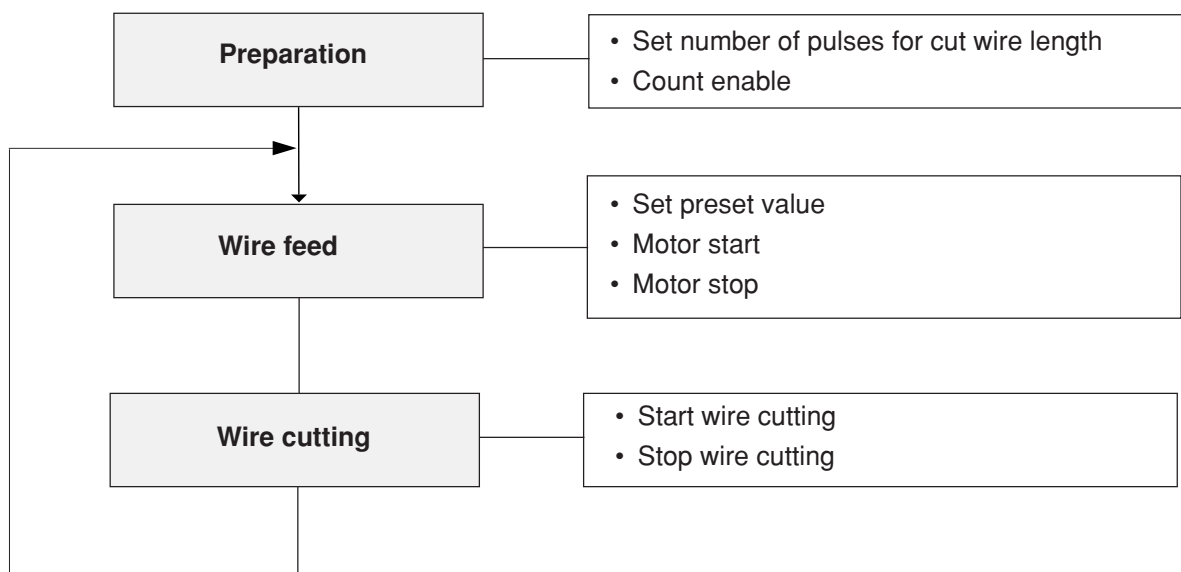 Preparation
• Set number of pulses for cut wire length
• Count enable
Wire feed
• Set preset value
• Motor start
• Motor stop
Wire cutting
• Start wire cutting
• Stop wire cutting